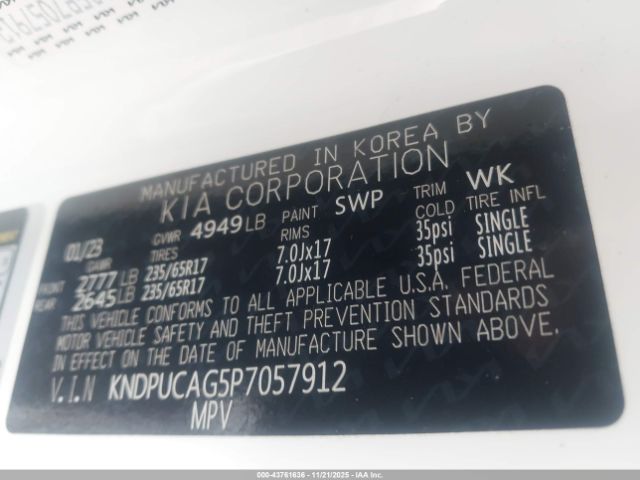 MANUFACTURED IN KOREA BY
KIA CORPORATION
01/23 GVWR 4949LB PAINT SWP TRIM WK
GAWR TIRES RIMS COLD TIRE INFL
FRONT 2777LB 235/65R17 7.0Jx17 35psi SINGLE
REAR 2645LB 235/65R17 7.0Jx17 35psi SINGLE
THIS VEHICLE CONFORMS TO ALL APPLICABLE U.S.A. FEDERAL
MOTOR VEHICLE SAFETY AND THEFT PREVENTION STANDARDS
IN EFFECT ON THE DATE OF MANUFACTURE SHOWN ABOVE.
V.I.N KNDPUCAG5P7057912
MPV
000-43761636 - 11/21/2025 - IAAI.com